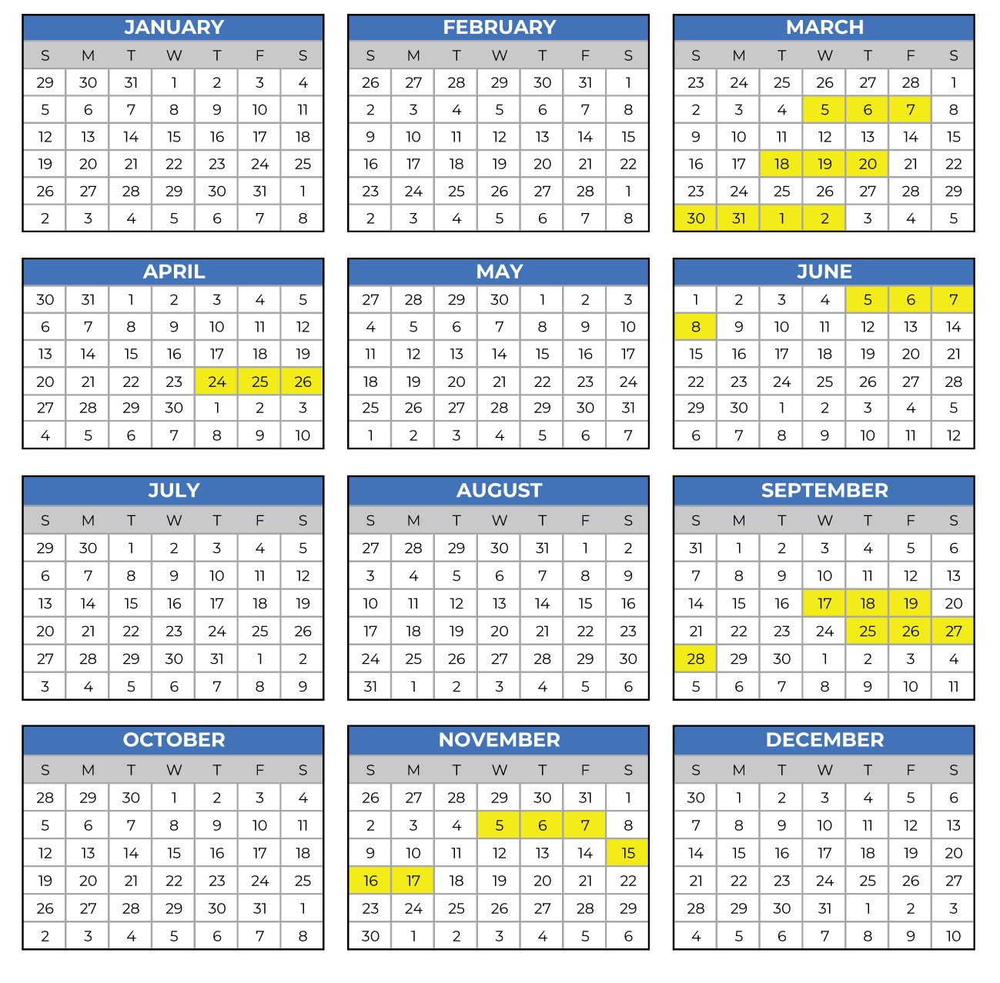 JANUARY
S M T W T F S
29 30 31 1 2 3 4
5 6 7 8 9 10 11
12 13 14 15 16 17 18
19 20 21 22 23 24 25
26 27 28 29 30 31 1
2 3 4 5 6 7 8
FEBRUARY
S M T W T F S
26 27 28 29 30 31 1
2 3 4 5 6 7 8
9 10 11 12 13 14 15
16 17 18 19 20 21 22
23 24 25 26 27 28 1
2 3 4 5 6 7 8
MARCH
S M T W T F S
23 24 25 26 27 28 1
2 3 4 5 6 7 8
9 10 11 12 13 14 15
16 17 18 19 20 21 22
23 24 25 26 27 28 29
30 31 1 2 3 4 5
APRIL
30 31 1 2 3 4 5
6 7 8 9 10 11 12
13 14 15 16 17 18 19
20 21 22 23 24 25 26
27 28 29 30 1 2 3
4 5 6 7 8 9 10
MAY
27 28 29 30 1 2 3
4 5 6 7 8 9 10
11 12 13 14 15 16 17
18 19 20 21 22 23 24
25 26 27 28 29 30 31
1 2 3 4 5 6 7
JUNE
1 2 3 4 5 6 7
8 9 10 11 12 13 14
15 16 17 18 19 20 21
22 23 24 25 26 27 28
29 30 1 2 3 4 5
6 7 8 9 10 11 12
JULY
S M T W T F S
29 30 1 2 3 4 5
6 7 8 9 10 11 12
13 14 15 16 17 18 19
20 21 22 23 24 25 26
27 28 29 30 31 1 2
3 4 5 6 7 8 9
AUGUST
S M T W T F S
27 28 29 30 31 1 2
3 4 5 6 7 8 9
10 11 12 13 14 15 16
17 18 19 20 21 22 23
24 25 26 27 28 29 30
31 1 2 3 4 5 6
SEPTEMBER
S M T W T F S
31 1 2 3 4 5 6
7 8 9 10 11 12 13
14 15 16 17 18 19 20
21 22 23 24 25 26 27
28 29 30 1 2 3 4
5 6 7 8 9 10 11
OCTOBER
S M T W T F S
28 29 30 1 2 3 4
5 6 7 8 9 10 11
12 13 14 15 16 17 18
19 20 21 22 23 24 25
26 27 28 29 30 31 1
2 3 4 5 6 7 8
NOVEMBER
S M T W T F S
26 27 28 29 30 31 1
2 3 4 5 6 7 8
9 10 11 12 13 14 15
16 17 18 19 20 21 22
23 24 25 26 27 28 29
30 1 2 3 4 5 6
DECEMBER
S M T W T F S
30 1 2 3 4 5 6
7 8 9 10 11 12 13
14 15 16 17 18 19 20
21 22 23 24 25 26 27
28 29 30 31 1 2 3
4 5 6 7 8 9 10